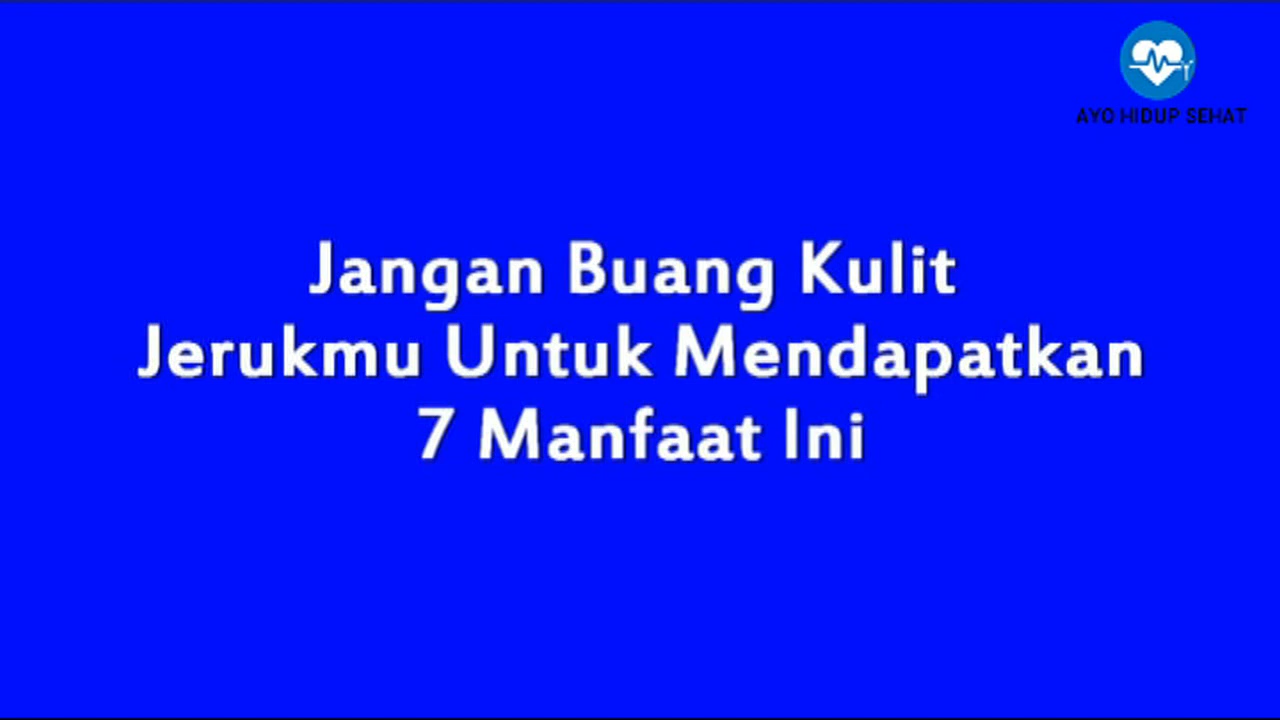 AYO HIDUP SEHAT
Jangan Buang Kulit
Jerukmu Untuk Mendapatkan
7 Manfaat Ini